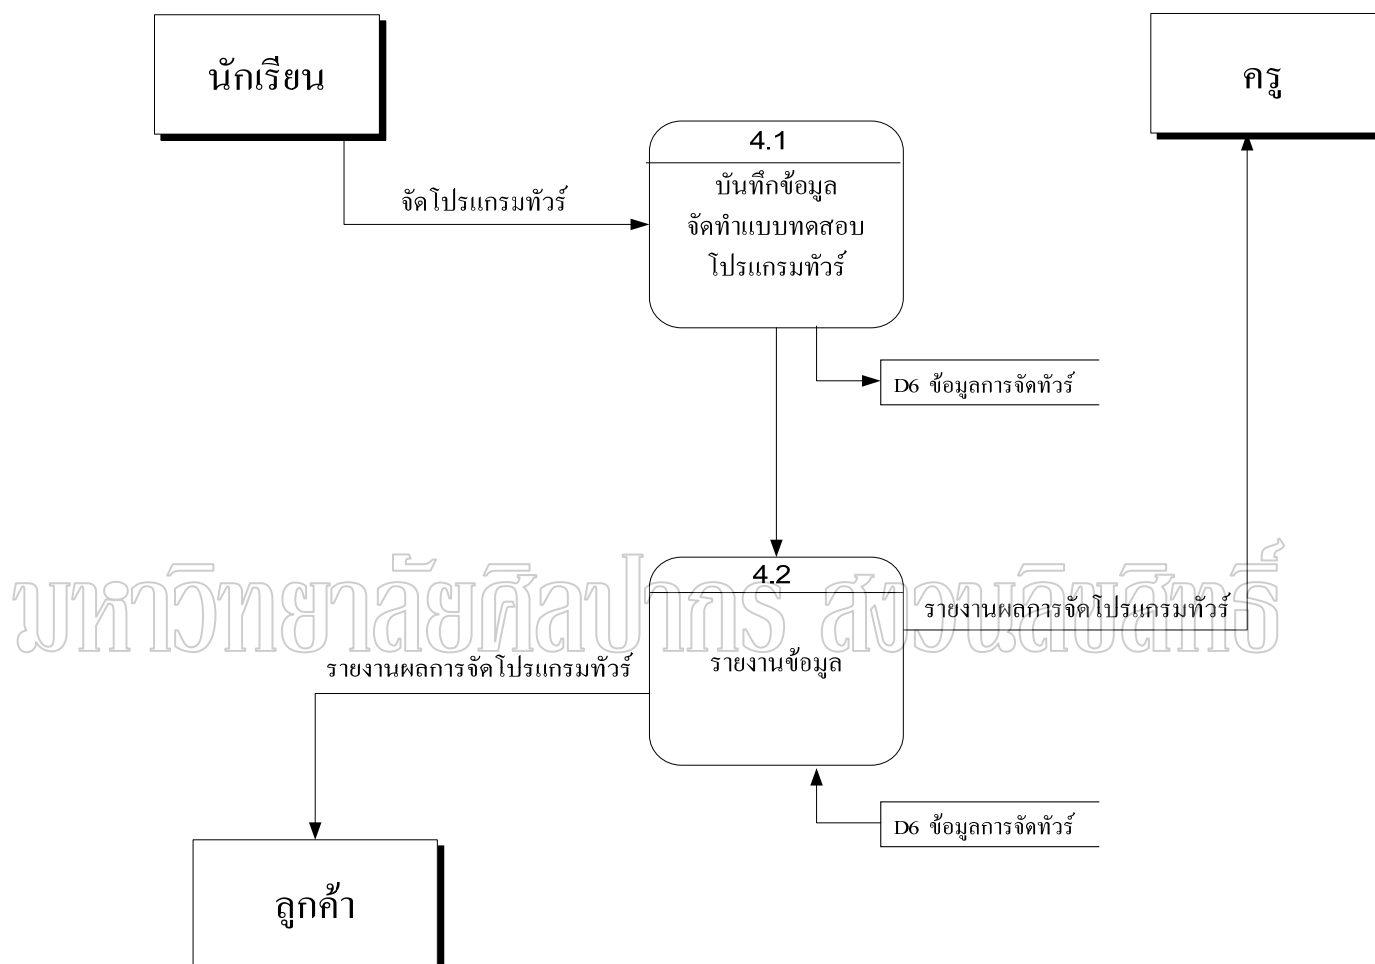 นักเรียน
ครู
4.1
บันทึกข้อมูล
จัดทำแบบทดสอบ
โปรแกรมทัวร์
จัดโปรแกรมทัวร์
D6 ข้อมูลการจัดทัวร์
มหาวิทยาลัยศิลปากร สงวนลิขสิทธิ์
4.2
รายงานข้อมูล
รายงานผลการจัดโปรแกรมทัวร์
รายงานผลการจัดโปรแกรมทัวร์
D6 ข้อมูลการจัดทัวร์
ลูกค้า